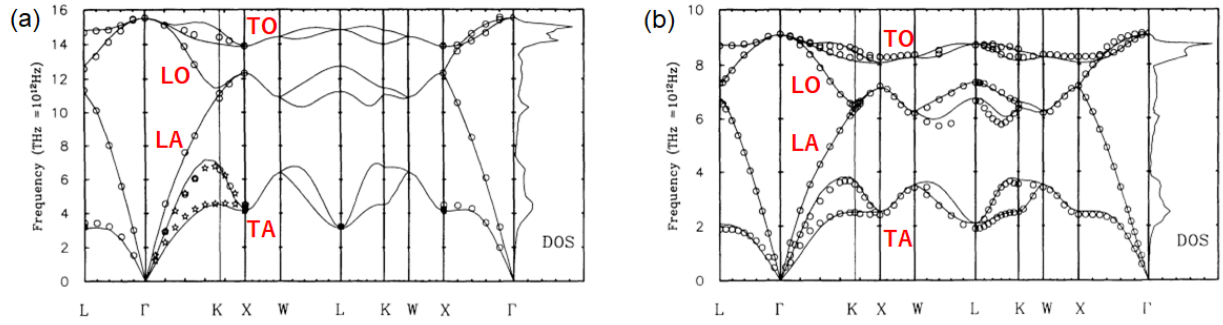 (a)
16
14
12
10
8
6
4
2
0
Frequency (THz =10¹²Hz)
TO
LO
LA
TA
DOS
L Γ K X W L K W X Γ
(b)
10
8
6
4
2
0
Frequency (THz =10¹²Hz)
TO
LO
LA
TA
DOS
L Γ K X W L K W X Γ